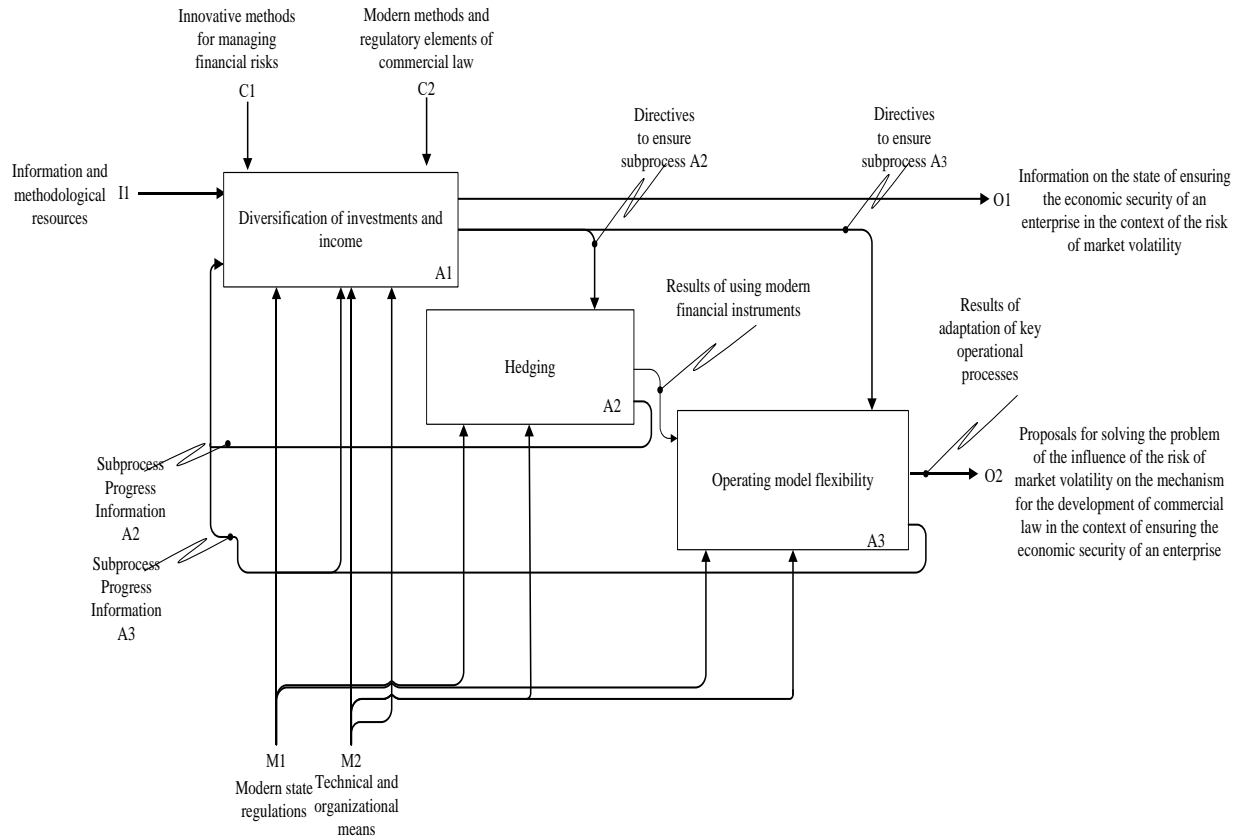 Innovative methods
for managing
financial risks
C1
Modern methods and
regulatory elements of
commercial law
C2
Directives
to ensure
subprocess A2
Directives
to ensure
subprocess A3
Information and
methodological
resources
I1
Diversification of investments and
income
A1
O1
Information on the state of ensuring
the economic security of an
enterprise in the context of the risk
of market volatility
Results of using modern
financial instruments
Results of
adaptation of key
operational
processes
Hedging
A2
Operating model flexibility
A3
O2
Proposals for solving the problem
of the influence of the risk of
market volatility on the mechanism
for the development of commercial
law in the context of ensuring the
economic security of an enterprise
Subprocess
Progress
Information
A2
Subprocess
Progress
Information
A3
M1
Modern state
regulations
M2
Technical and
organizational
means